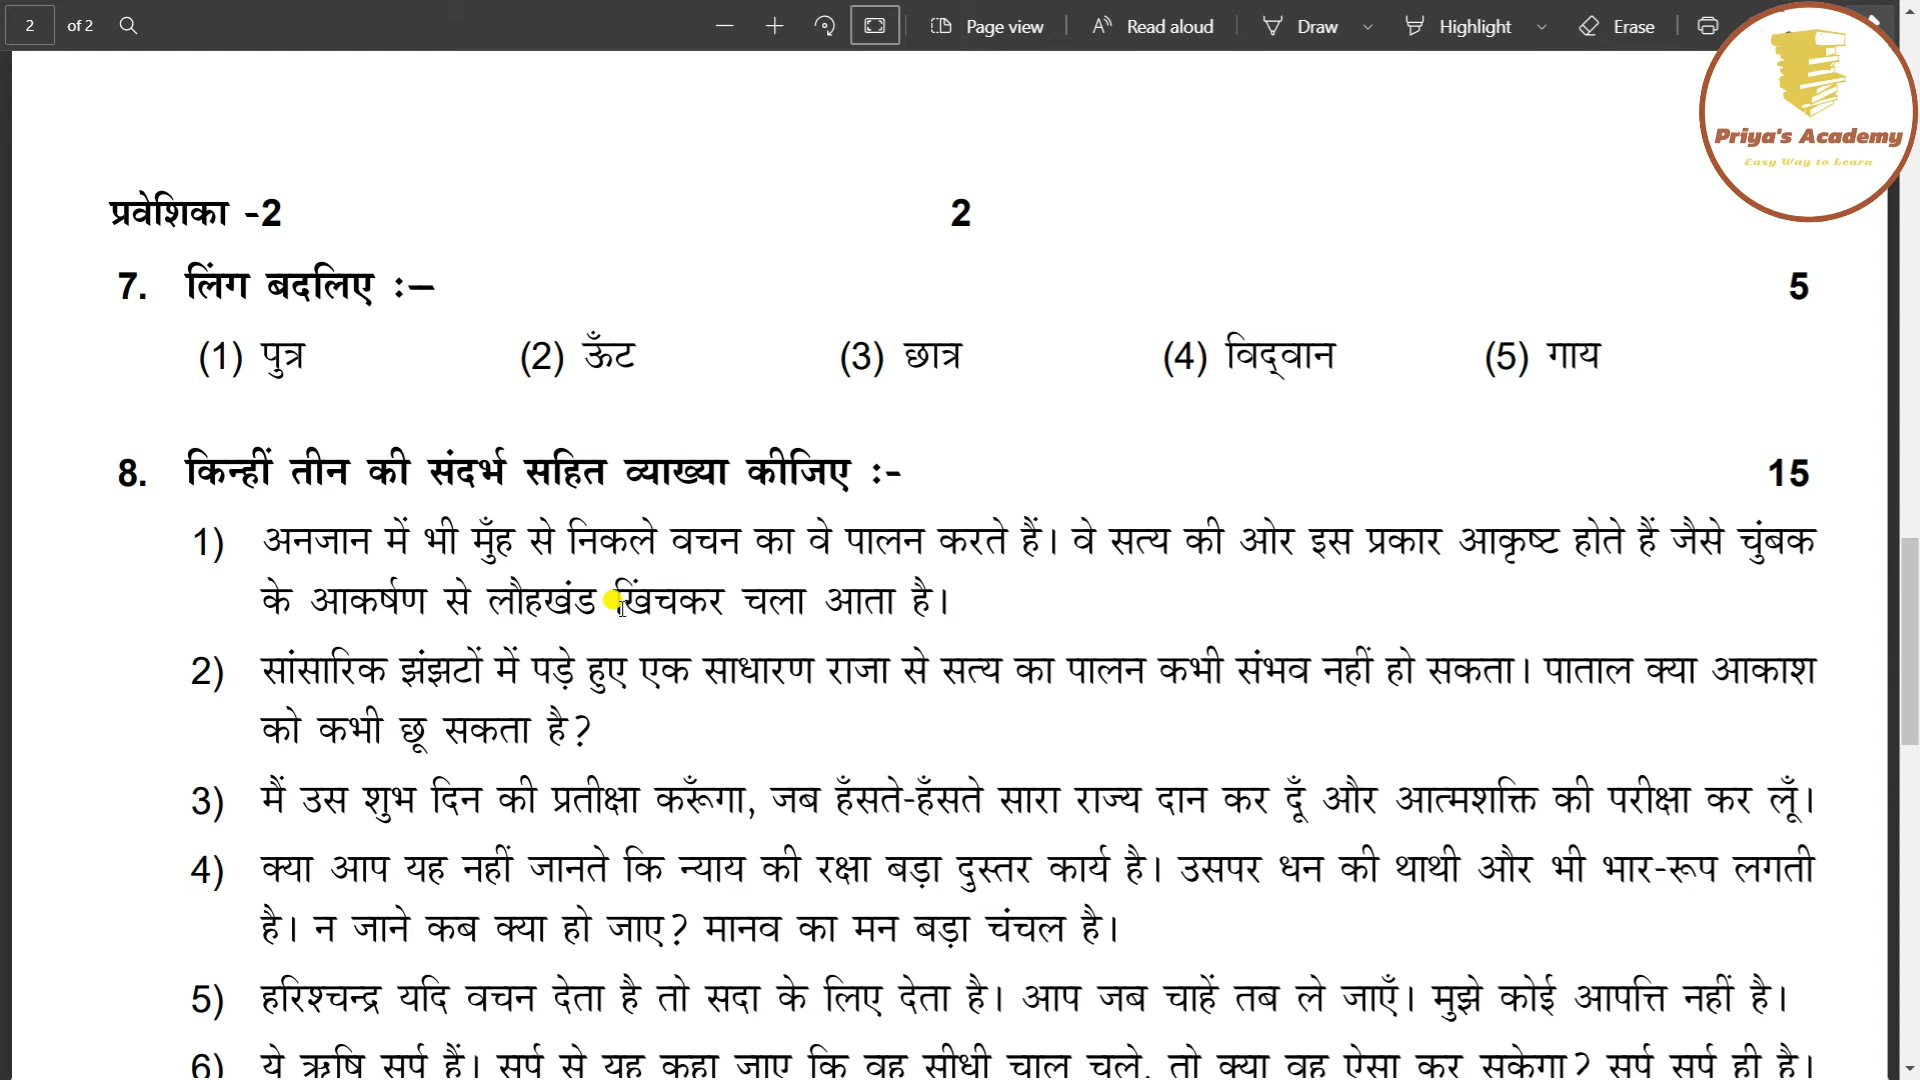 2 of 2 Page view Read aloud Draw Highlight Erase
Priya's Academy
Easy Way to Learn
प्रवेशिका -2 2
7. लिंग बदलिए :– 5
(1) पुत्र (2) ऊँट (3) छात्र (4) विद्‌वान (5) गाय
8. किन्हीं तीन की संदर्भ सहित व्याख्या कीजिए :- 15
1) अनजान में भी मुँह से निकले वचन का वे पालन करते हैं। वे सत्य की ओर इस प्रकार आकृष्ट होते हैं जैसे चुंबक
के आकर्षण से लौहखंड खिंचकर चला आता है।
2) सांसारिक झंझटों में पड़े हुए एक साधारण राजा से सत्य का पालन कभी संभव नहीं हो सकता। पाताल क्या आकाश
को कभी छू सकता है?
3) मैं उस शुभ दिन की प्रतीक्षा करूँगा, जब हँसते-हँसते सारा राज्य दान कर दूँ और आत्मशक्ति की परीक्षा कर लूँ।
4) क्या आप यह नहीं जानते कि न्याय की रक्षा बड़ा दुस्तर कार्य है। उसपर धन की थाथी और भी भार-रूप लगती
है। न जाने कब क्या हो जाए? मानव का मन बड़ा चंचल है।
5) हरिश्चन्द्र यदि वचन देता है तो सदा के लिए देता है। आप जब चाहें तब ले जाएँ। मुझे कोई आपत्ति नहीं है।
6) ये ऋषि सर्प हैं। सर्प से यह कहा जाए कि वह सीधी चाल चले, तो क्या वह ऐसा कर सकेगा? सर्प सर्प ही है।